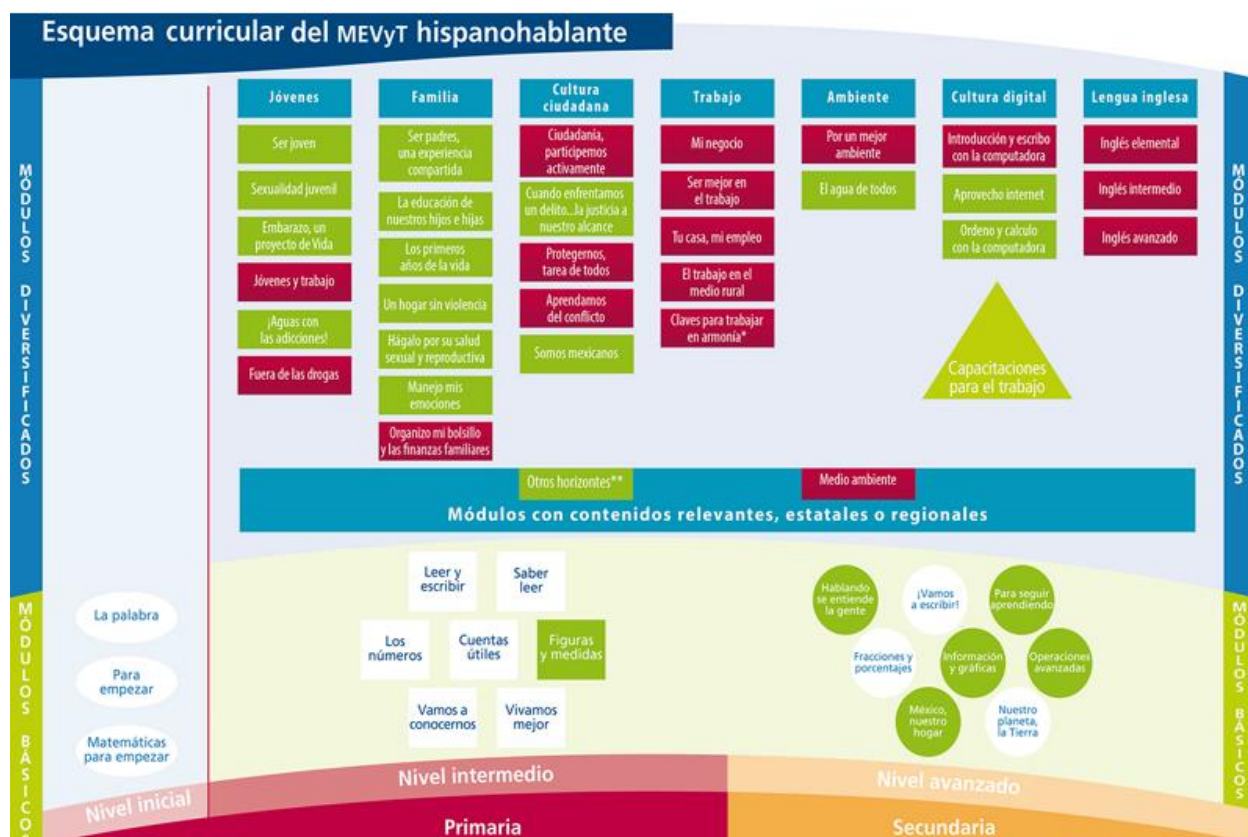 Esquema curricular del MEVyT hispanohablante
MÓDULOS DIVERSIFICADOS
Jóvenes
Ser joven
Sexualidad juvenil
Embarazo, un
proyecto de Vida
Jóvenes y trabajo
¡Aguas con
las adicciones!
Fuera de las drogas
Familia
Ser padres,
una experiencia
compartida
La educación de
nuestros hijos e hijas
Los primeros
años de la vida
Un hogar sin violencia
Hágalo por su salud
sexual y reproductiva
Manejo mis
emociones
Organizo mi bolsillo
y las finanzas familiares
Cultura
ciudadana
Ciudadanía,
participemos
activamente
Cuando enfrentamos
un delito...la justicia a
nuestro alcance
Protegernos,
tarea de todos
Aprendamos
del conflicto
Somos mexicanos
Trabajo
Mi negocio
Ser mejor en
el trabajo
Tu casa, mi empleo
El trabajo en el
medio rural
Claves para trabajar
en armonía*
Ambiente
Por un mejor
ambiente
El agua de todos
Cultura digital
Introducción y escribo
con la computadora
Aprovecho internet
Ordeno y calculo
con la computadora
Lengua inglesa
Inglés elemental
Inglés intermedio
Inglés avanzado
Capacitaciones
para el trabajo
MÓDULOS DIVERSIFICADOS
Otros horizontes**
Medio ambiente
Módulos con contenidos relevantes, estatales o regionales
MÓDULOS BÁSICOS
La palabra
Para
empezar
Matemáticas
para empezar
Leer y
escribir
Saber
leer
Los
números
Cuentas
útiles
Figuras
y medidas
Vamos a
conocernos
Vivamos
mejor
Hablando
se entiende
la gente
¡Vamos
a escribir!
Para seguir
aprendiendo
Fracciones y
porcentajes
Información
y gráficas
Operaciones
avanzadas
México,
nuestro
hogar
Nuestro
planeta,
la Tierra
MÓDULOS BÁSICOS
Nivel inicial
Nivel intermedio
Nivel avanzado
Primaria
Secundaria